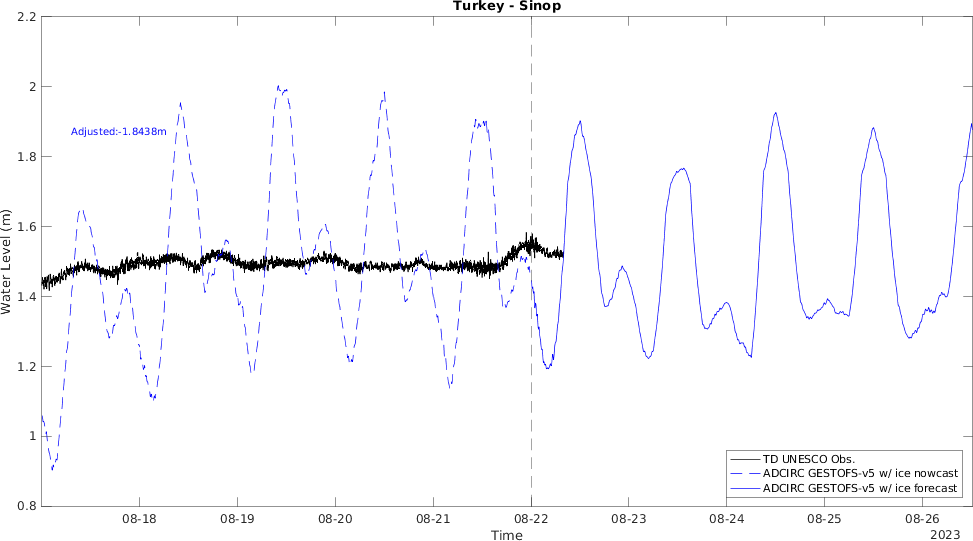 Turkey - Sinop
2.2
2
1.8
1.6
1.4
1.2
1
0.8
Water Level (m)
Adjusted:-1.8438m
TD UNESCO Obs.
ADCIRC GESTOFS-v5 w/ ice nowcast
ADCIRC GESTOFS-v5 w/ ice forecast
08-18 08-19 08-20 08-21 08-22 08-23 08-24 08-25 08-26
Time
2023